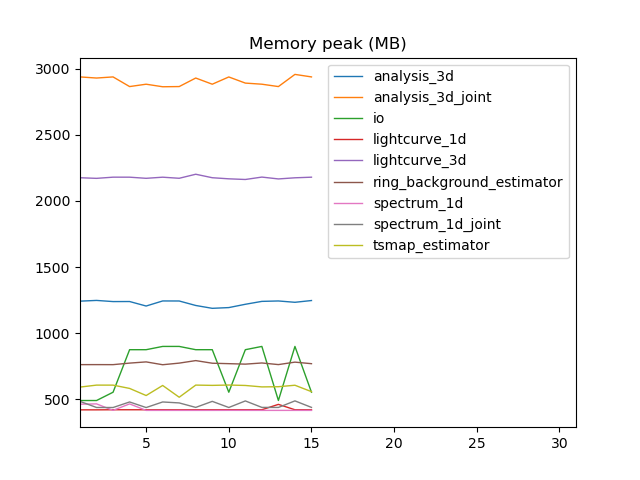 Memory peak (MB)
3000
2500
2000
1500
1000
500
5
10
15
20
25
30
analysis_3d
analysis_3d_joint
io
lightcurve_1d
lightcurve_3d
ring_background_estimator
spectrum_1d
spectrum_1d_joint
tsmap_estimator